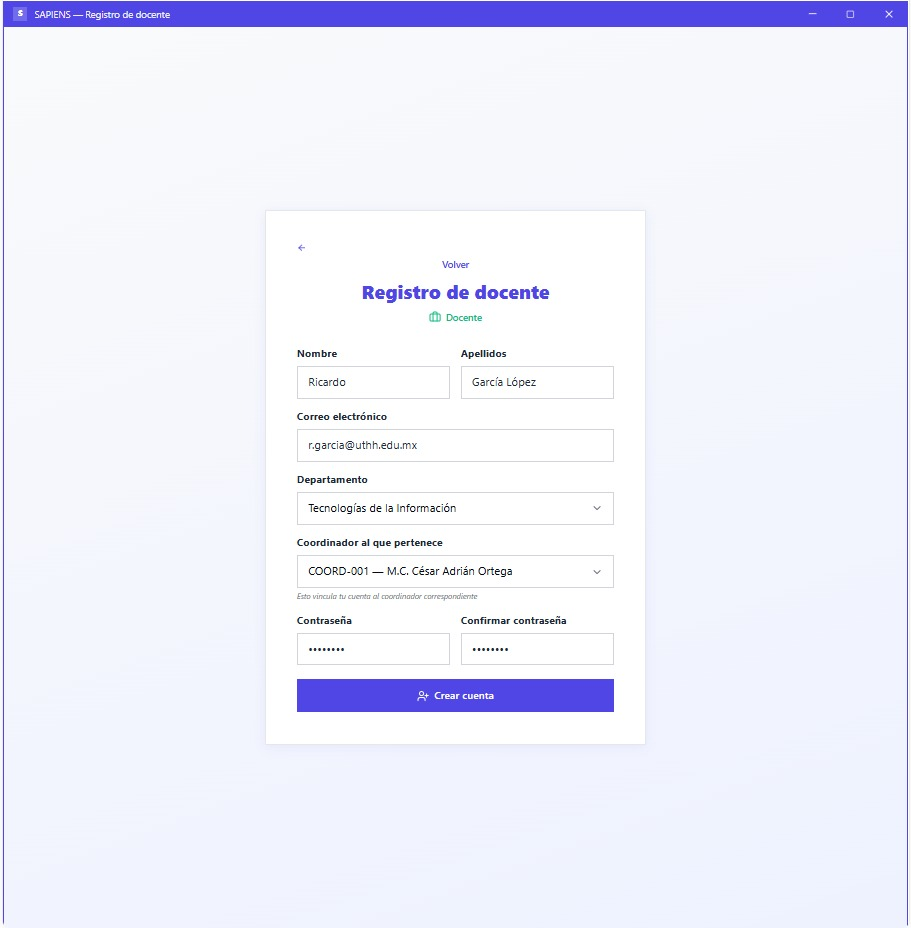 S SAPIENS — Registro de docente
Volver
Registro de docente
Docente
Nombre Apellidos
Ricardo García López
Correo electrónico
r.garcia@uthh.edu.mx
Departamento
Tecnologías de la Información
Coordinador al que pertenece
COORD-001 — M.C. César Adrián Ortega
Esto vincula tu cuenta al coordinador correspondiente
Contraseña Confirmar contraseña
•••••••• ••••••••
Crear cuenta